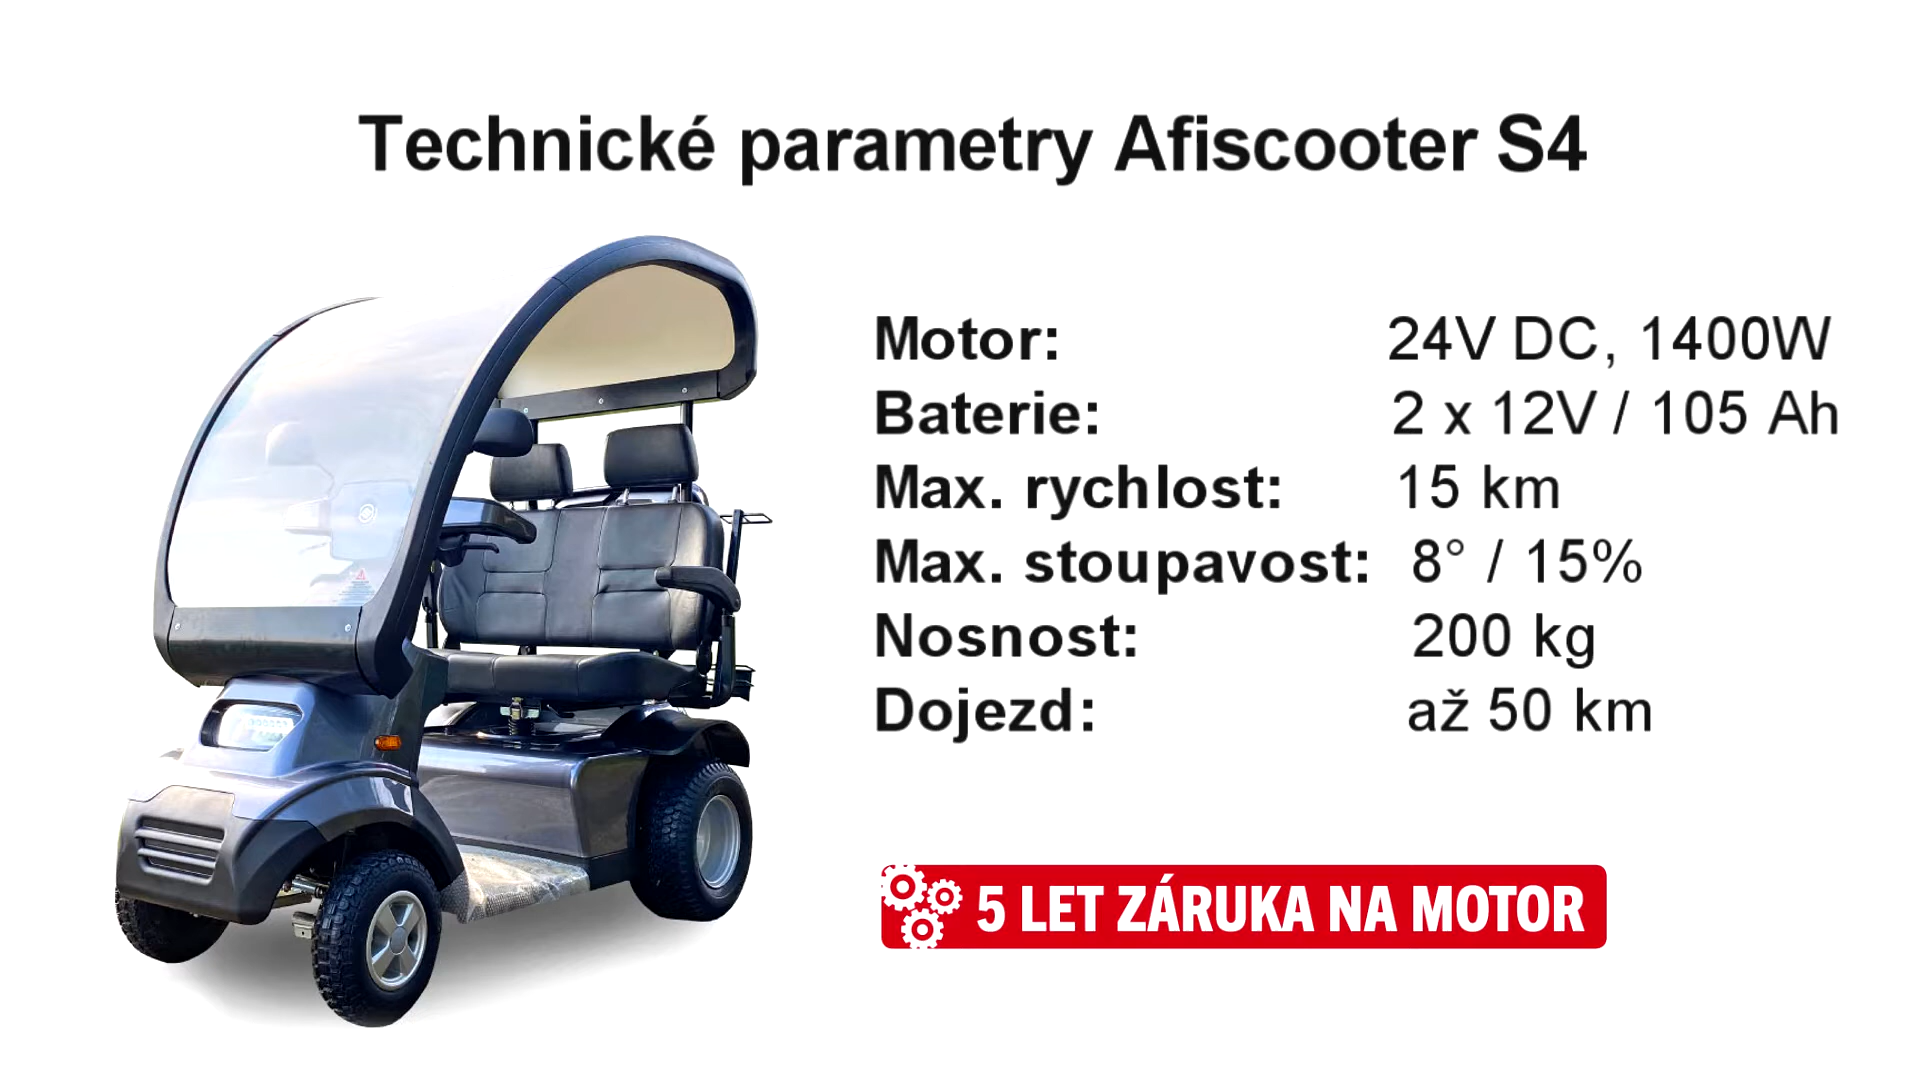 Technické parametry Afiscooter S4
Motor: 24V DC, 1400W
Baterie: 2 x 12V / 105 Ah
Max. rychlost: 15 km
Max. stoupavost: 8° / 15%
Nosnost: 200 kg
Dojezd: až 50 km
5 LET ZÁRUKA NA MOTOR